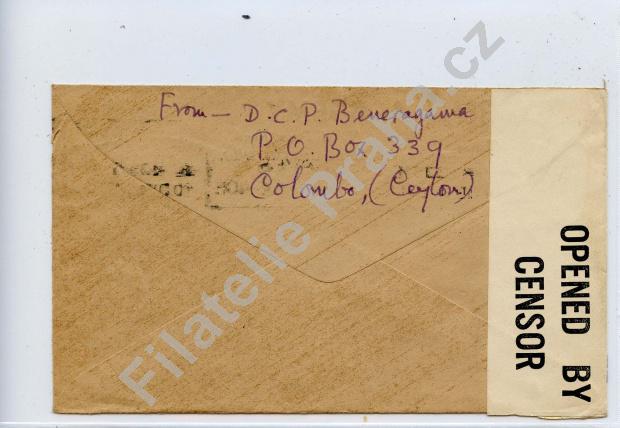 From — D.C.P. Beneragama
P.O. Box 339
Colombo, (Ceylon)
OPENED BY
CENSOR
Filatelie Praha.cz